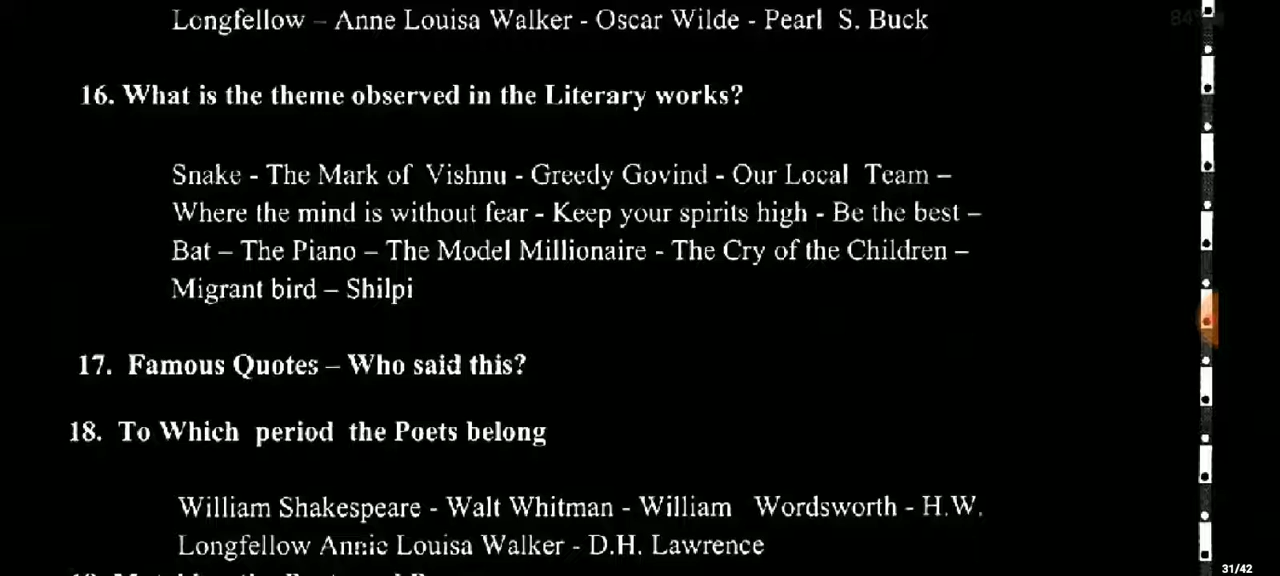 Longfellow – Anne Louisa Walker - Oscar Wilde - Pearl S. Buck
16. What is the theme observed in the Literary works?
Snake - The Mark of Vishnu - Greedy Govind - Our Local Team –
Where the mind is without fear - Keep your spirits high - Be the best –
Bat – The Piano – The Model Millionaire - The Cry of the Children –
Migrant bird – Shilpi
17. Famous Quotes – Who said this?
18. To Which period the Poets belong
William Shakespeare - Walt Whitman - William Wordsworth - H.W.
Longfellow Annie Louisa Walker - D.H. Lawrence
31/42